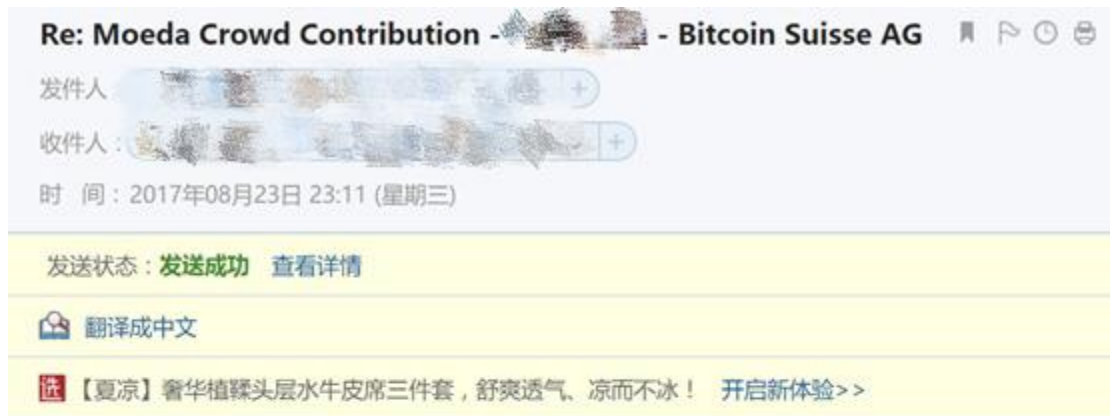 Re: Moeda Crowd Contribution - - Bitcoin Suisse AG
发件人
收件人：
时 间：2017年08月23日 23:11 (星期三)
发送状态：发送成功 查看详情
翻译成中文
选 【夏凉】奢华植鞣头层水牛皮席三件套，舒爽透气、凉而不冰！ 开启新体验>>